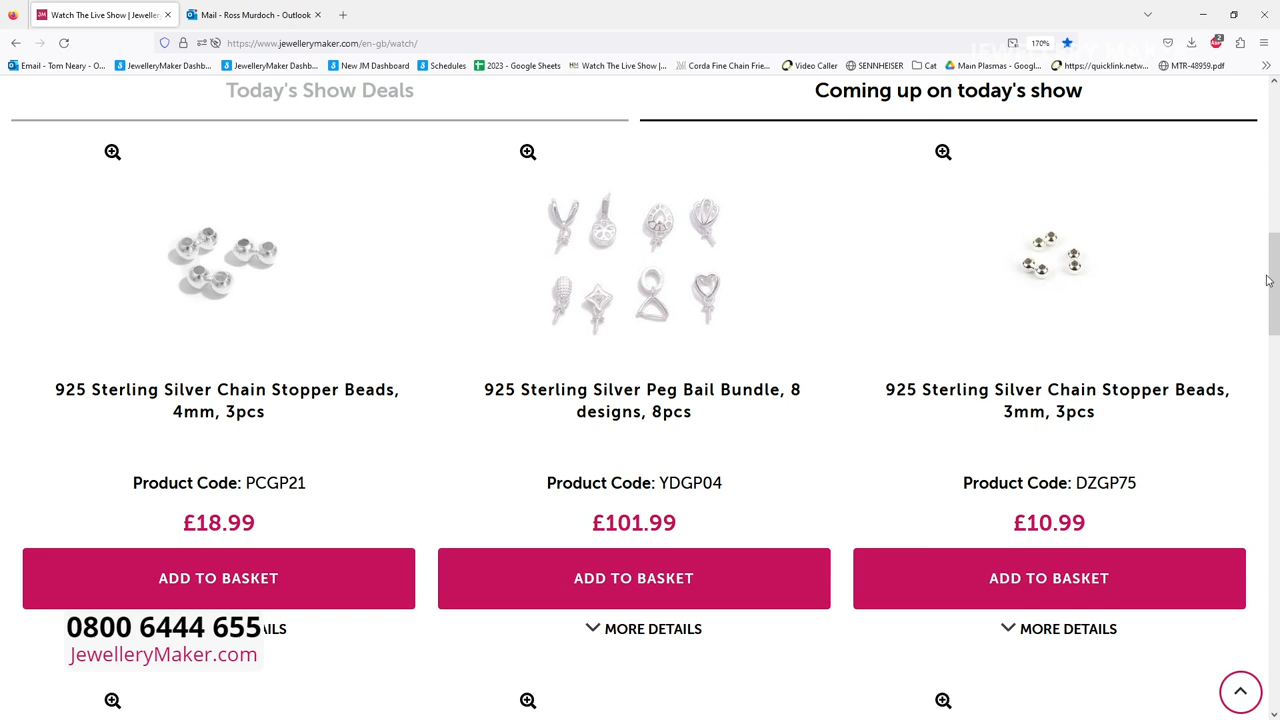 Watch The Live Show | Jeweller
Mail - Ross Murdoch - Outlook
https://www.jewellerymaker.com/en-gb/watch/
170%
2
Email - Tom Neary - O...
JewelleryMaker Dashb...
JewelleryMaker Dashb...
New JM Dashboard
Schedules
2023 - Google Sheets
Watch The Live Show |...
Corda Fine Chain Frie...
Video Caller
SENNHEISER
Cat
Main Plasmas - Googl...
https://quicklink.netw...
MTR-48959.pdf
Today's Show Deals
Coming up on today's show
925 Sterling Silver Chain Stopper Beads,
4mm, 3pcs
Product Code: PCGP21
£18.99
ADD TO BASKET
AILS
925 Sterling Silver Peg Bail Bundle, 8
designs, 8pcs
Product Code: YDGP04
£101.99
ADD TO BASKET
MORE DETAILS
925 Sterling Silver Chain Stopper Beads,
3mm, 3pcs
Product Code: DZGP75
£10.99
ADD TO BASKET
MORE DETAILS
0800 6444 655
JewelleryMaker.com